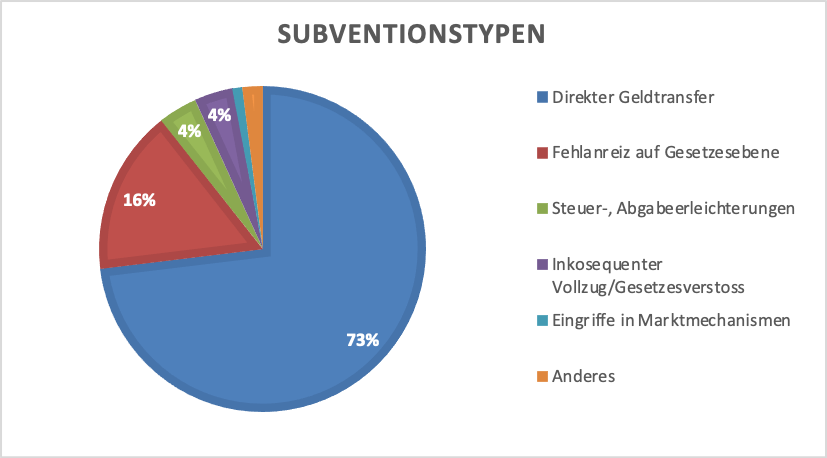 SUBVENTIONSTYPEN
4%
4%
16%
73%
Direkter Geldtransfer
Fehlanreiz auf Gesetzesebene
Steuer-, Abgabeerleichterungen
Inkosequenter
Vollzug/Gesetzesverstoss
Eingriffe in Marktmechanismen
Anderes